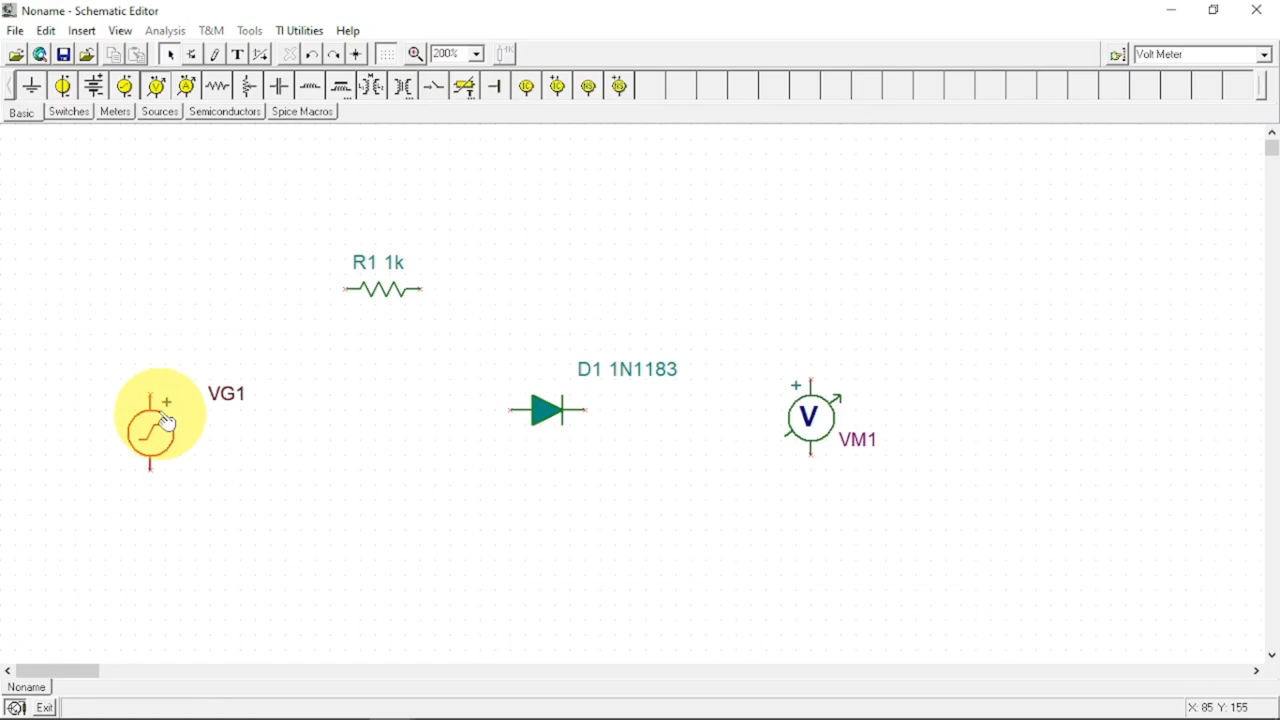 Noname - Schematic Editor
File Edit Insert View Analysis T&M Tools TI Utilities Help
T 200% Volt Meter
Basic Switches Meters Sources Semiconductors Spice Macros
R1 1k
D1 1N1183
VG1
+
+
V
VM1
Noname
Exit X: 85 Y: 155